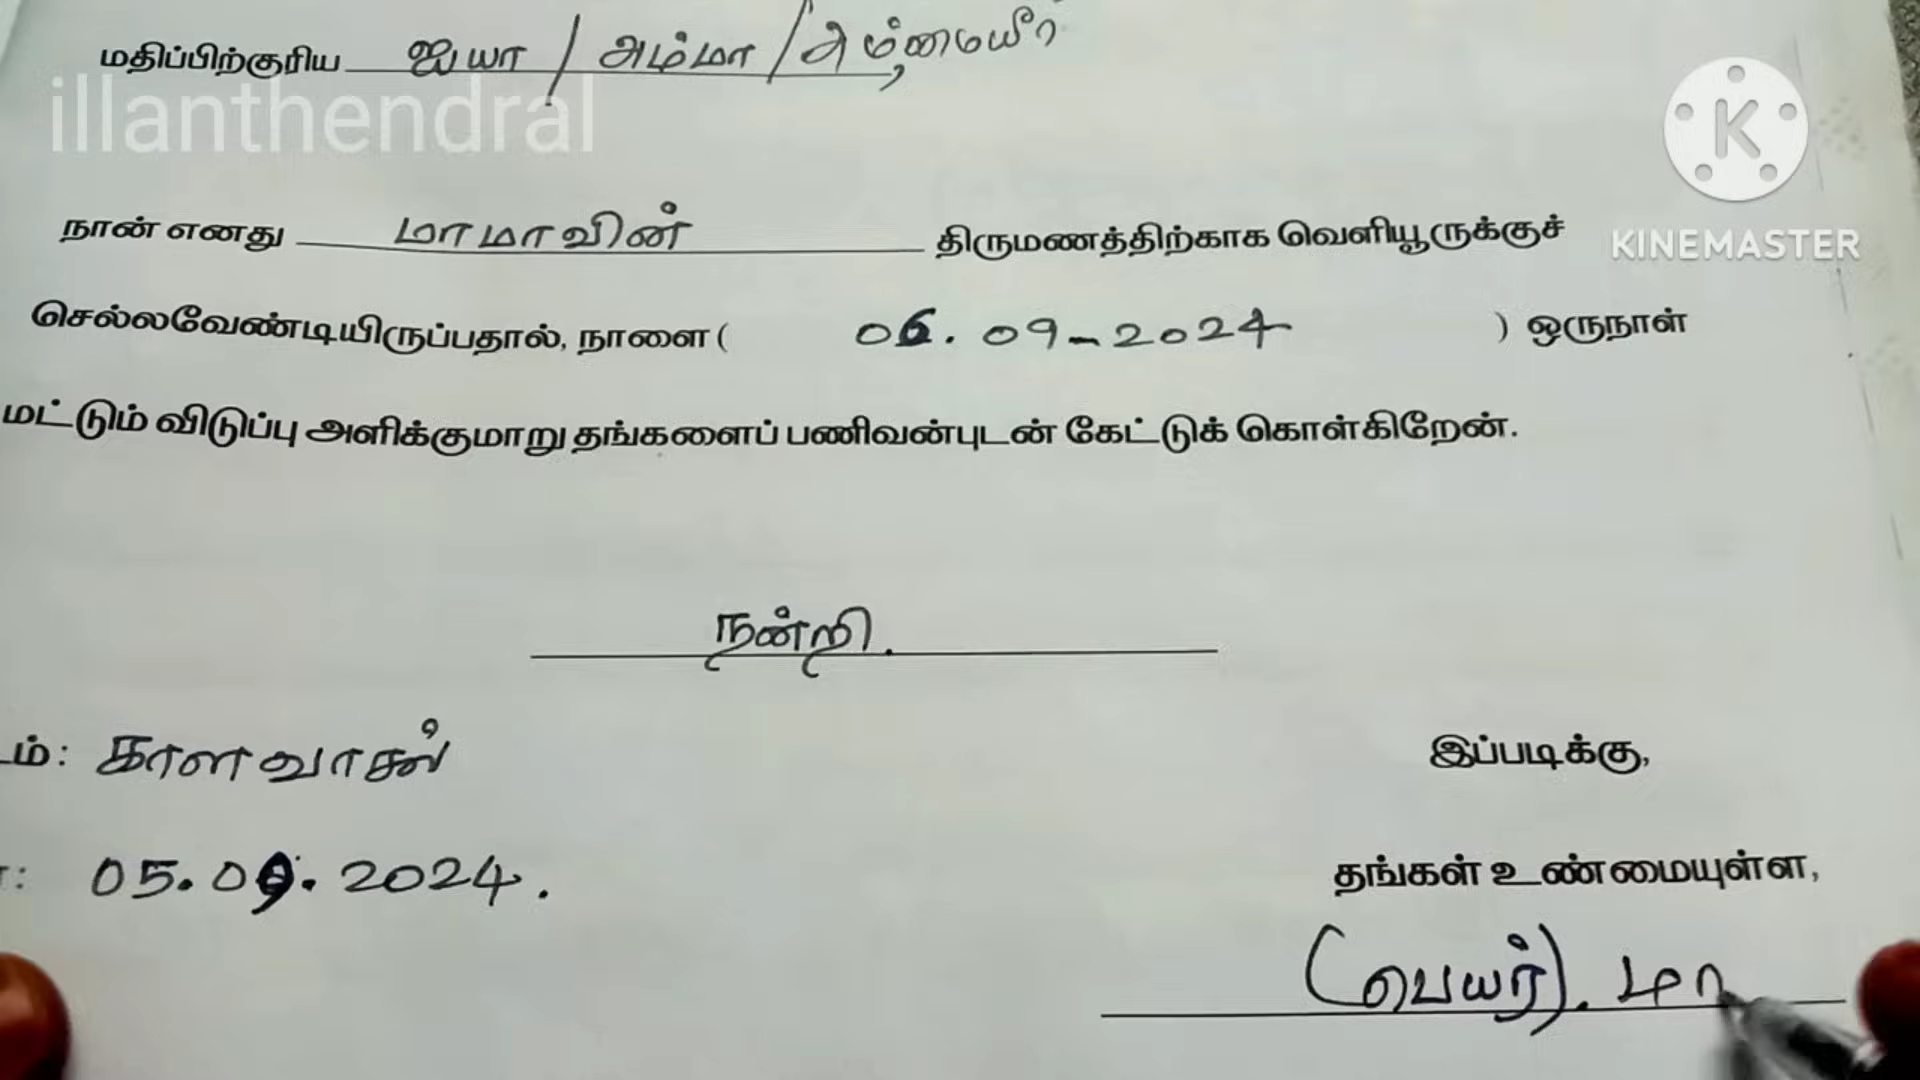 மதிப்பிற்குரிய ஐயா / அம்மா / அம்மையீர்
illanthendral
நான் எனது மாமாவின் திருமணத்திற்காக வெளியூருக்குச்
KINEMASTER
செல்லவேண்டியிருப்பதால், நாளை ( 06.09-2024 ) ஒருநாள்
மட்டும் விடுப்பு அளிக்குமாறு தங்களைப் பணிவன்புடன் கேட்டுக் கொள்கிறேன்.
நன்றி.
டம்: காளவாசல்
இப்படிக்கு,
05.09.2024.
தங்கள் உண்மையுள்ள,
(பெயர்). மா